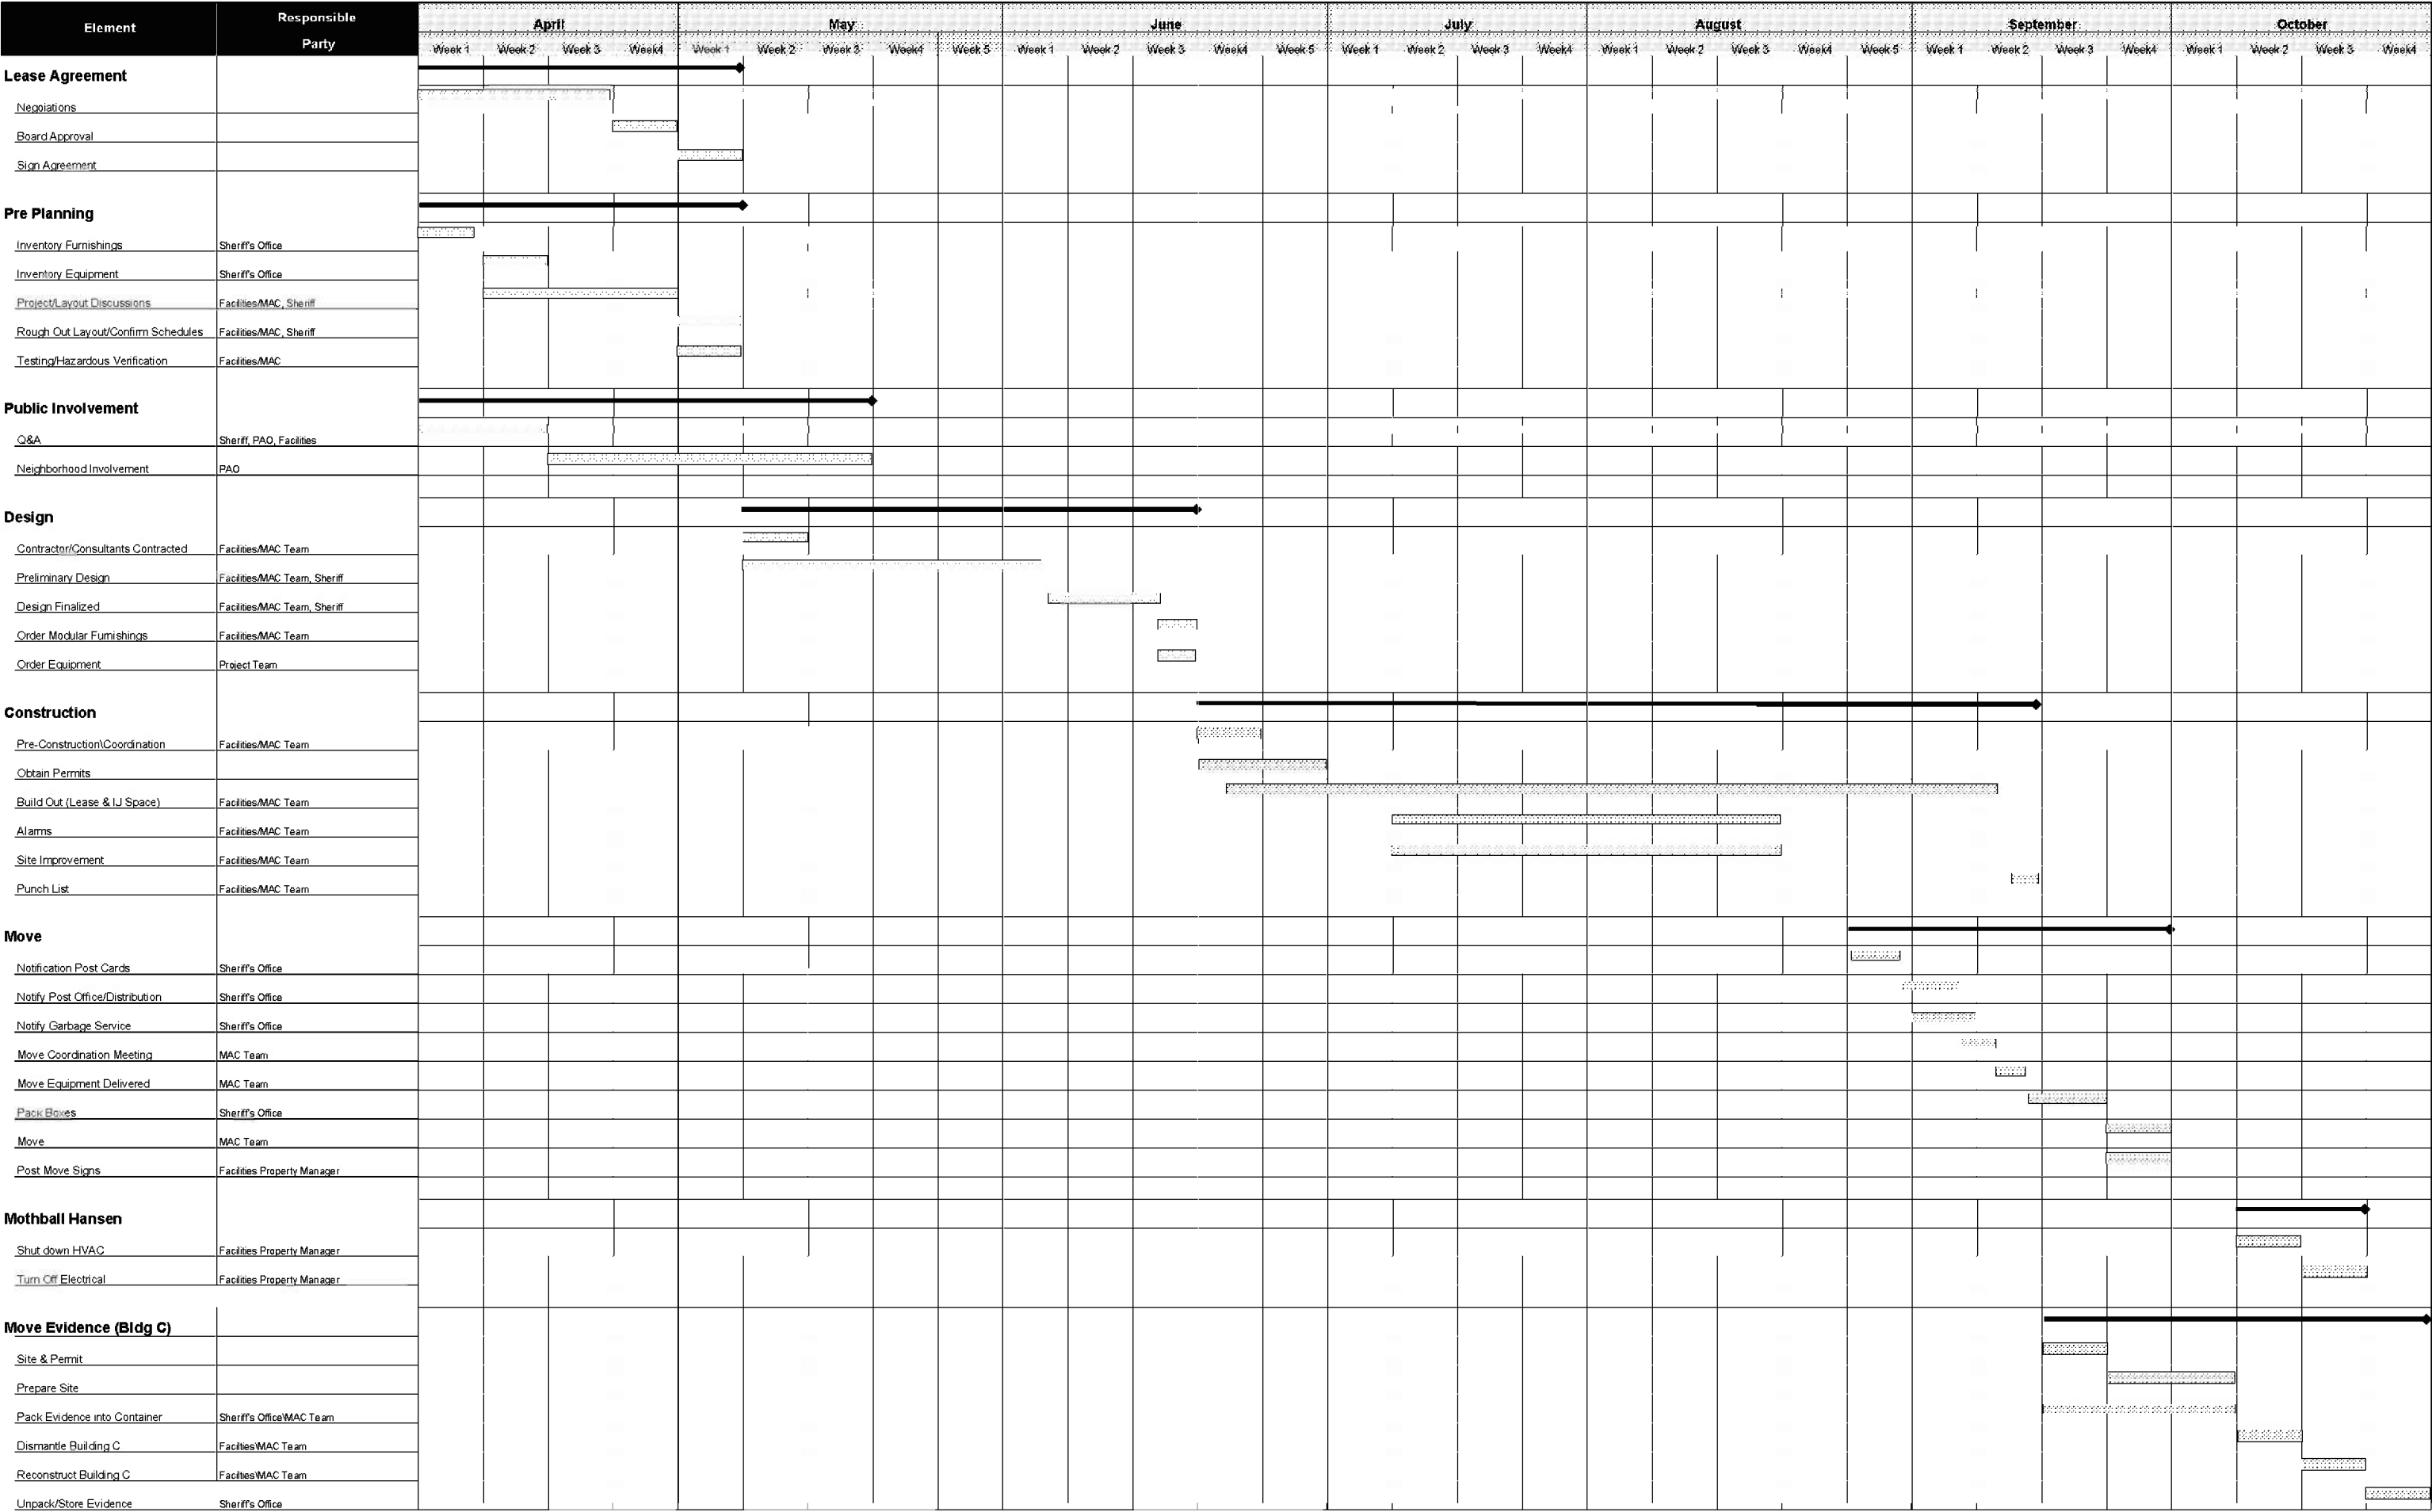 Element Responsible Party
April May June July August September October
Week 1 Week 2 Week 3 Week4 Week 1 Week 2 Week 3 Week4 Week 5 Week 1 Week 2 Week 3 Week4 Week 5 Week 1 Week 2 Week 3 Week4 Week 1 Week 2 Week 3 Week4 Week 5 Week 1 Week 2 Week 3 Week4 Week 1 Week 2 Week 3 Week4
Lease Agreement
Negoiations
Board Approval
Sign Agreement
Pre Planning
Inventory Furnishings Sheriff's Office
Inventory Equipment Sheriff's Office
Project/Layout Discussions Facilities/MAC, Sheriff
Rough Out Layout/Confirm Schedules Facilities/MAC, Sheriff
Testing/Hazardous Verification Facilities/MAC
Public Involvement
Q&A Sheriff, PAO, Facilities
Neighborhood Involvement PAO
Design
Contractor/Consultants Contracted Facilities/MAC Team
Preliminary Design Facilities/MAC Team, Sheriff
Design Finalized Facilities/MAC Team, Sheriff
Order Modular Furnishings Facilities/MAC Team
Order Equipment Project Team
Construction
Pre-Construction\Coordination Facilities/MAC Team
Obtain Permits
Build Out (Lease & IJ Space) Facilities/MAC Team
Alarms Facilities/MAC Team
Site Improvement Facilities/MAC Team
Punch List Facilities/MAC Team
Move
Notification Post Cards Sheriff's Office
Notify Post Office/Distribution Sheriff's Office
Notify Garbage Service Sheriff's Office
Move Coordination Meeting MAC Team
Move Equipment Delivered MAC Team
Pack Boxes Sheriff's Office
Move MAC Team
Post Move Signs Facilities Property Manager
Mothball Hansen
Shut down HVAC Facilities Property Manager
Turn Off Electrical Facilities Property Manager
Move Evidence (Bldg C)
Site & Permit
Prepare Site
Pack Evidence into Container Sheriff's Office\MAC Team
Dismantle Building C Facilties\MAC Team
Reconstruct Building C Facilties\MAC Team
Unpack/Store Evidence Sheriff's Office